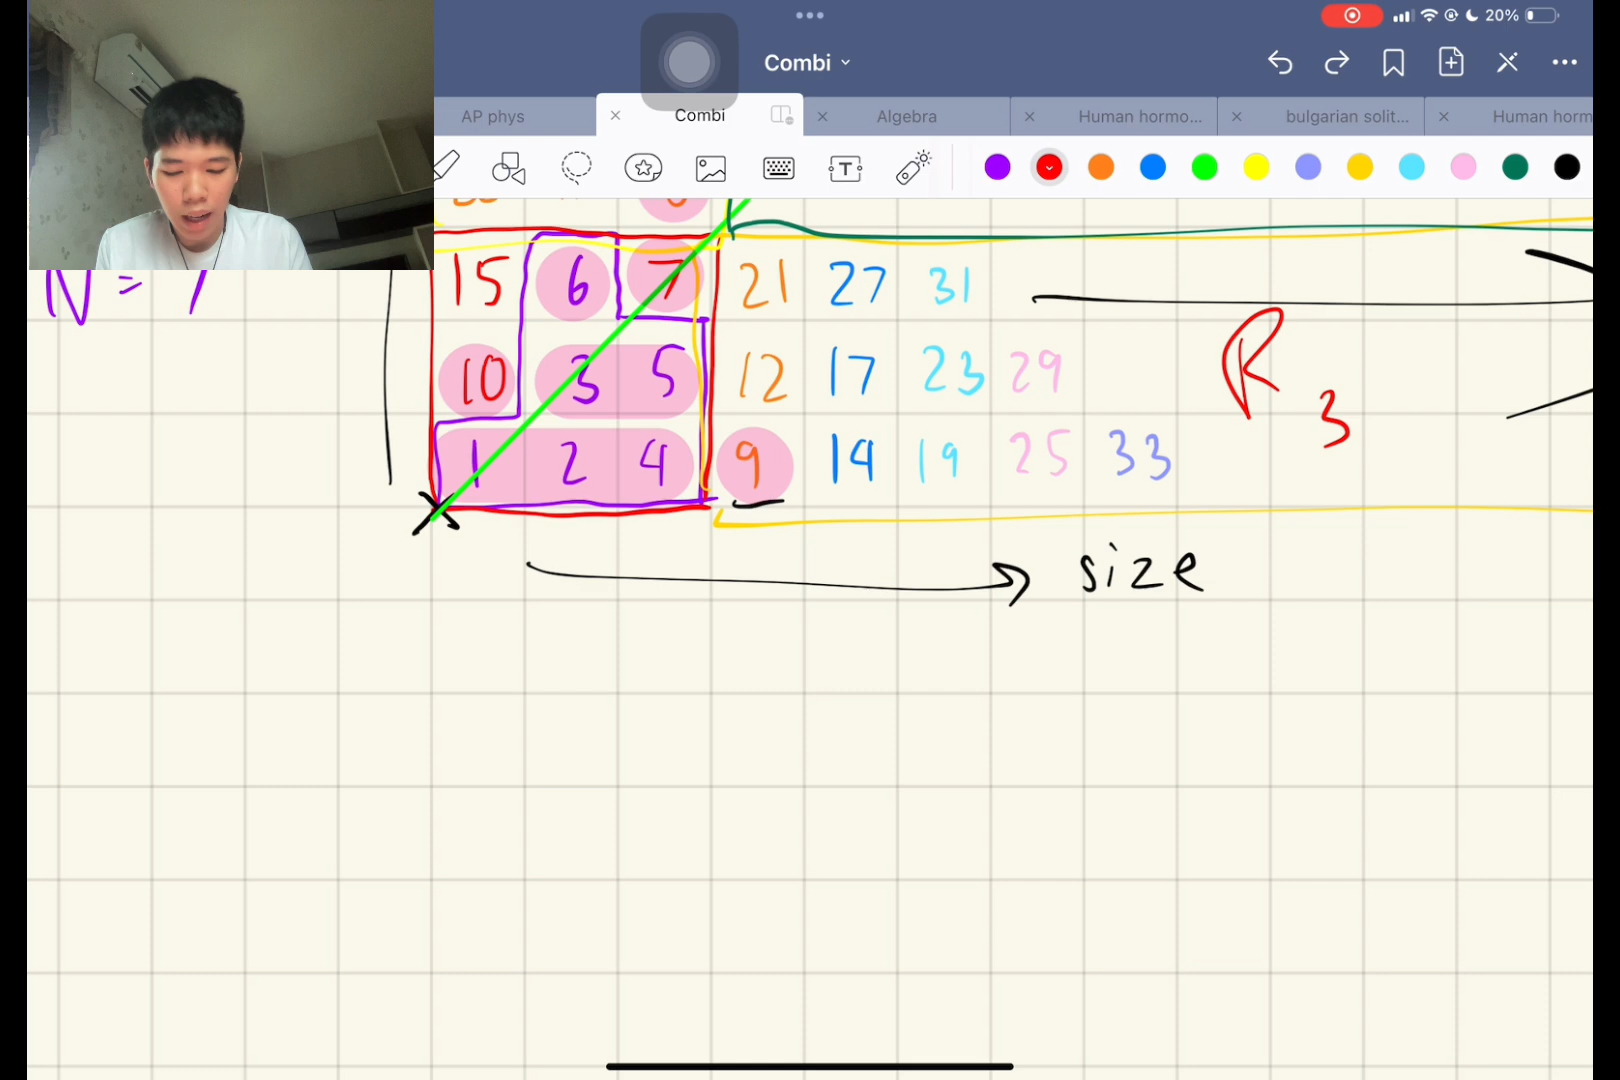 20%
Combi
AP phys
Combi
Algebra
Human hormo...
bulgarian solit...
Human horm
T
N = 7
15 6 7 21 27 31
10 3 5 12 17 23 29
R3
1 2 4 9 14 19 25 33
size